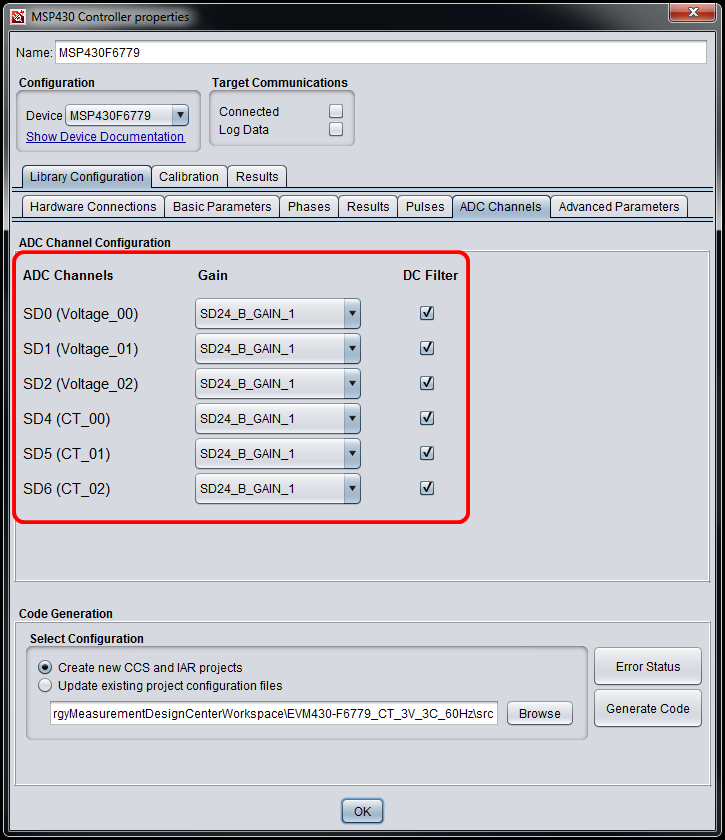 MSP430 Controller properties
Name: MSP430F6779
Configuration
Target Communications
Device MSP430F6779
Show Device Documentation
Connected
Log Data
Library Configuration Calibration Results
Hardware Connections Basic Parameters Phases Results Pulses ADC Channels Advanced Parameters
ADC Channel Configuration
ADC Channels Gain DC Filter
SD0 (Voltage_00) SD24_B_GAIN_1
SD1 (Voltage_01) SD24_B_GAIN_1
SD2 (Voltage_02) SD24_B_GAIN_1
SD4 (CT_00) SD24_B_GAIN_1
SD5 (CT_01) SD24_B_GAIN_1
SD6 (CT_02) SD24_B_GAIN_1
Code Generation
Select Configuration
Create new CCS and IAR projects
Update existing project configuration files
rgyMeasurementDesignCenterWorkspace\EVM430-F6779_CT_3V_3C_60Hz\src Browse
Error Status
Generate Code
OK